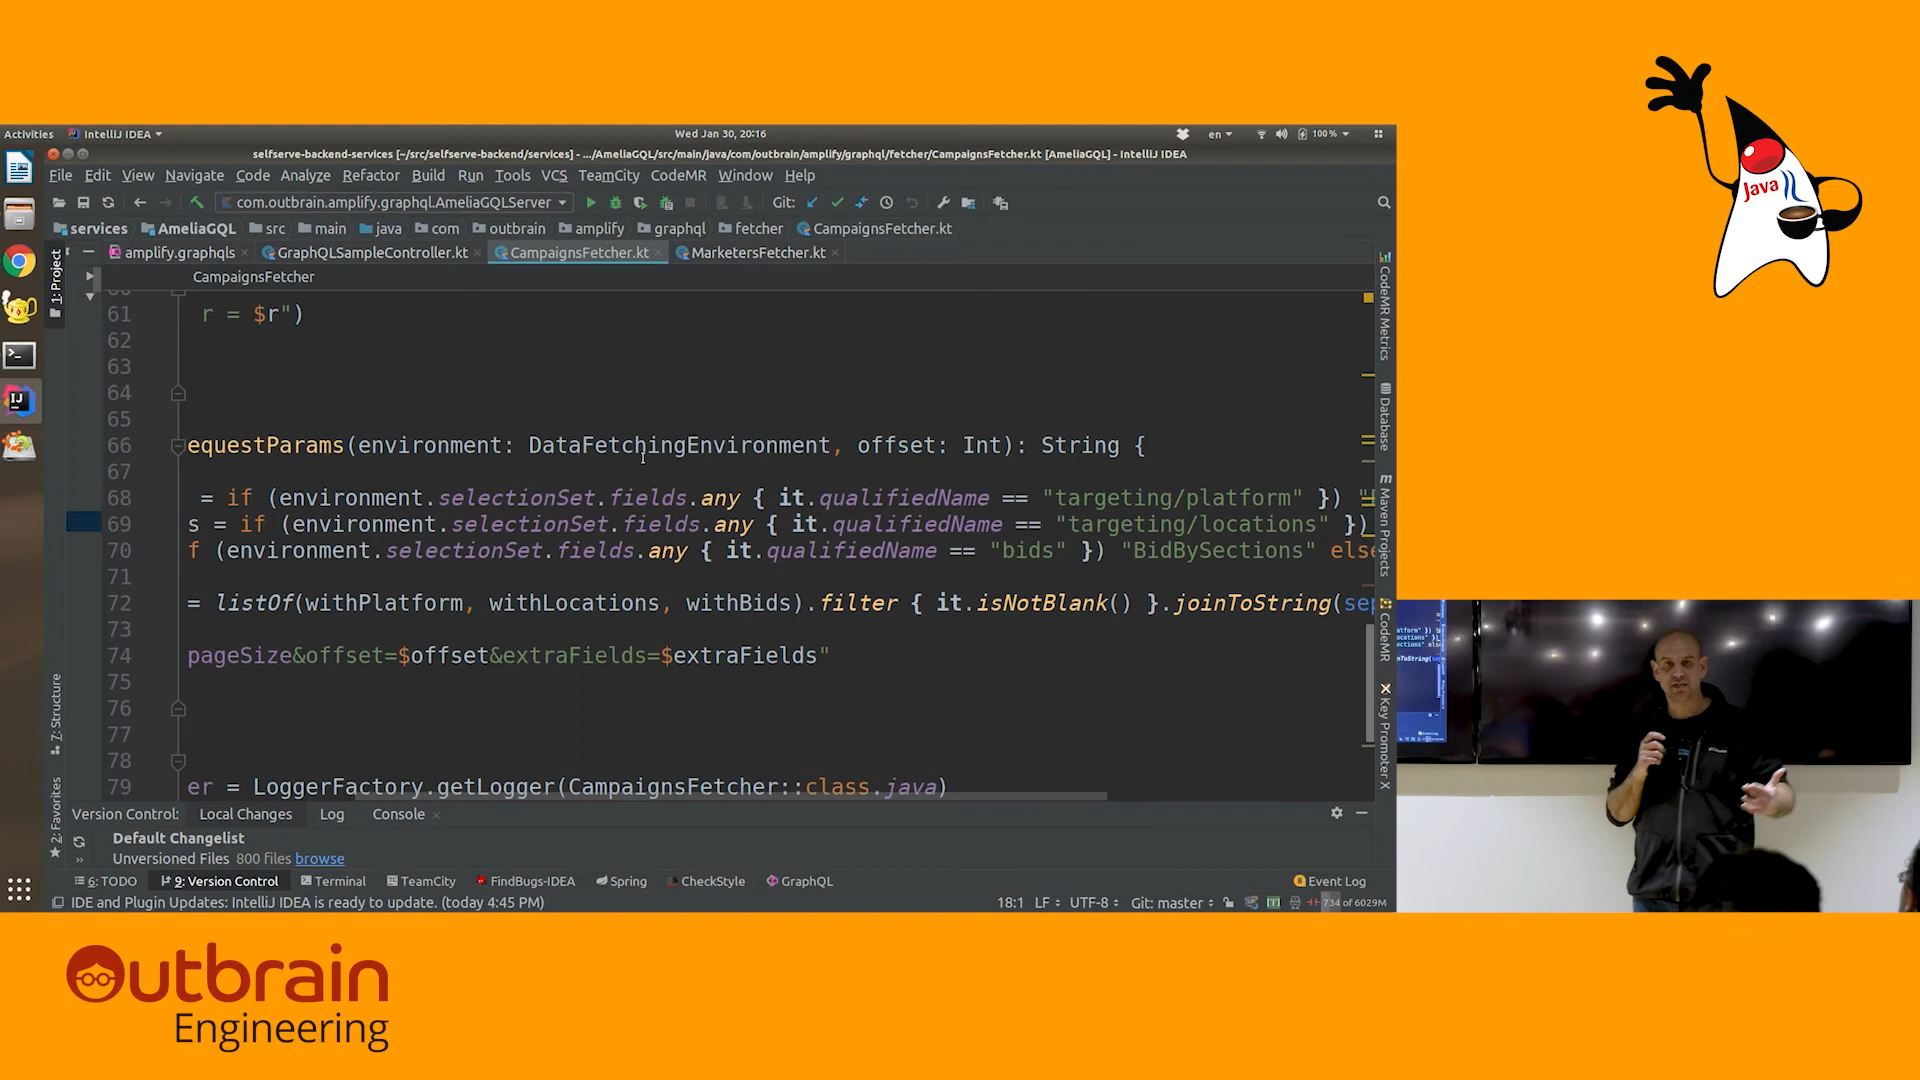 Activities IntelliJ IDEA Wed Jan 30, 20:16 en 100%
selfserve-backend-services [~/src/selfserve-backend/services] - .../AmeliaGQL/src/main/java/com/outbrain/amplify/graphql/fetcher/CampaignsFetcher.kt [AmeliaGQL] - IntelliJ IDEA
File Edit View Navigate Code Analyze Refactor Build Run Tools VCS TeamCity CodeMR Window Help
com.outbrain.amplify.graphql.AmeliaGQLServer Git:
services AmeliaGQL src main java com outbrain amplify graphql fetcher CampaignsFetcher.kt
amplify.graphqls GraphQLSampleController.kt CampaignsFetcher.kt MarketersFetcher.kt
CampaignsFetcher
61 r = $r")
62
63
64
65
66 equestParams(environment: DataFetchingEnvironment, offset: Int): String {
67
68 = if (environment.selectionSet.fields.any { it.qualifiedName == "targeting/platform" })
69 s = if (environment.selectionSet.fields.any { it.qualifiedName == "targeting/locations" })
70 f (environment.selectionSet.fields.any { it.qualifiedName == "bids" }) "BidBySections" else
71
72 = listOf(withPlatform, withLocations, withBids).filter { it.isNotBlank() }.joinToString(sep
73
74 pageSize&offset=$offset&extraFields=$extraFields"
75
76
77
78
79 er = LoggerFactory.getLogger(CampaignsFetcher::class.java)
1: Project
7: Structure
2: Favorites
CodeMR Metrics
Database
Maven Projects
CodeMR
Key Promoter X
Version Control: Local Changes Log Console
Default Changelist
Unversioned Files 800 files browse
6: TODO 9: Version Control Terminal TeamCity FindBugs-IDEA Spring CheckStyle GraphQL Event Log
IDE and Plugin Updates: IntelliJ IDEA is ready to update. (today 4:45 PM) 18:1 LF UTF-8 Git: master 734 of 6029M
Java
Outbrain
Engineering